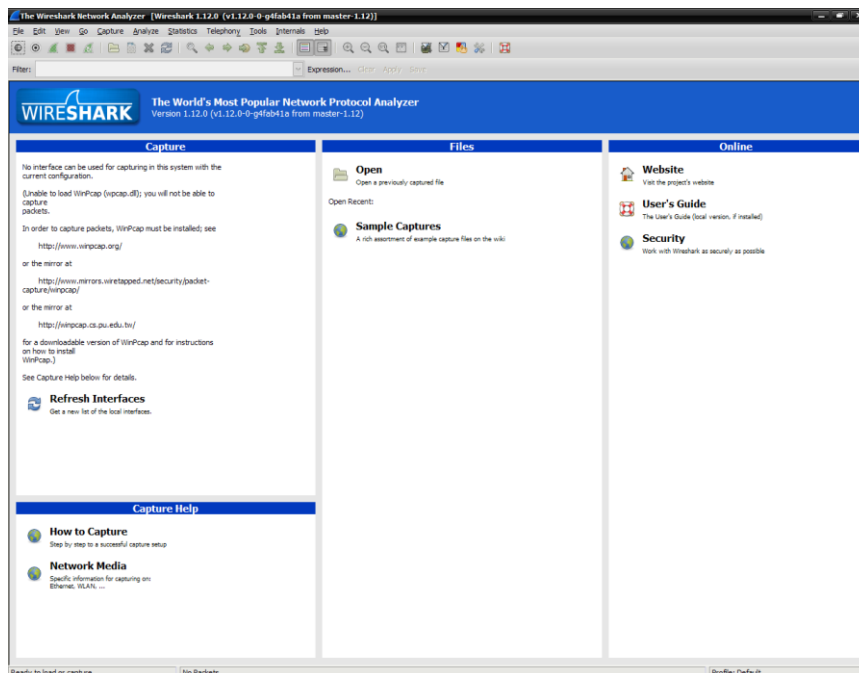 The Wireshark Network Analyzer [Wireshark 1.12.0 (v1.12.0-0-g4fab41a from master-1.12)]
File Edit View Go Capture Analyze Statistics Telephony Tools Internals Help
Filter:
Expression... Clear Apply Save
WIRESHARK
The World's Most Popular Network Protocol Analyzer
Version 1.12.0 (v1.12.0-0-g4fab41a from master-1.12)
Capture
No interface can be used for capturing in this system with the
current configuration.
(Unable to load WinPcap (wpcap.dll); you will not be able to
capture
packets.
In order to capture packets, WinPcap must be installed; see
http://www.winpcap.org/
or the mirror at
http://www.mirrors.wiretapped.net/security/packet-
capture/winpcap/
or the mirror at
http://winpcap.cs.pu.edu.tw/
for a downloadable version of WinPcap and for instructions
on how to install
WinPcap.)
See Capture Help below for details.
Refresh Interfaces
Get a new list of the local interfaces.
Capture Help
How to Capture
Step by step to a successful capture setup
Network Media
Specific information for capturing on:
Ethernet, WLAN, ...
Files
Open
Open a previously captured file
Open Recent:
Sample Captures
A rich assortment of example capture files on the wiki
Online
Website
Visit the project's website
User's Guide
The User's Guide (local version, if installed)
Security
Work with Wireshark as securely as possible
Ready to load or capture
No Packets
Profile: Default